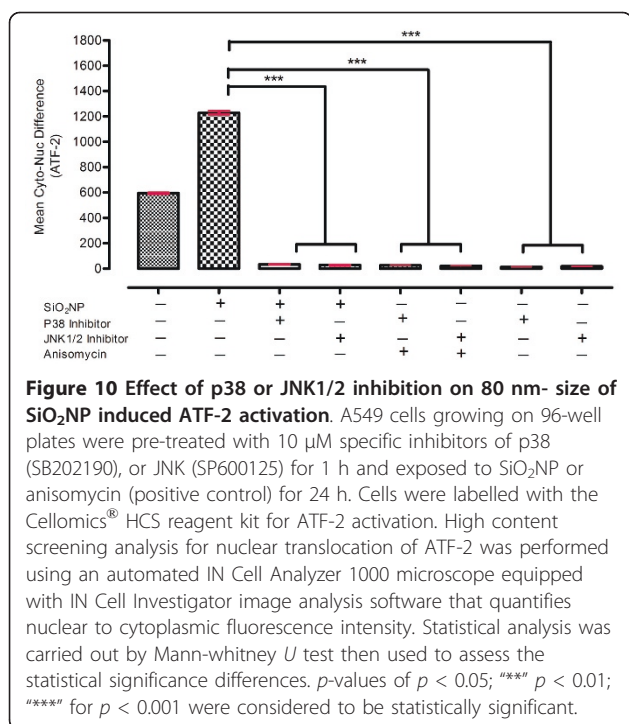 1800
1600
1400
1200
1000
800
600
400
200
0
Mean Cyto-Nuc Difference
(ATF-2)
***
***
***
SiO₂NP — + + + — — — —
P38 Inhibitor — — + — + — + —
JNK1/2 Inhibitor — — — + — + — +
Anisomycin — — — — + + — —
Figure 10 Effect of p38 or JNK1/2 inhibition on 80 nm- size of
SiO₂NP induced ATF-2 activation. A549 cells growing on 96-well
plates were pre-treated with 10 μM specific inhibitors of p38
(SB202190), or JNK (SP600125) for 1 h and exposed to SiO₂NP or
anisomycin (positive control) for 24 h. Cells were labelled with the
Cellomics® HCS reagent kit for ATF-2 activation. High content
screening analysis for nuclear translocation of ATF-2 was performed
using an automated IN Cell Analyzer 1000 microscope equipped
with IN Cell Investigator image analysis software that quantifies
nuclear to cytoplasmic fluorescence intensity. Statistical analysis was
carried out by Mann-whitney U test then used to assess the
statistical significance differences. p-values of p < 0.05; “**” p < 0.01;
“***” for p < 0.001 were considered to be statistically significant.